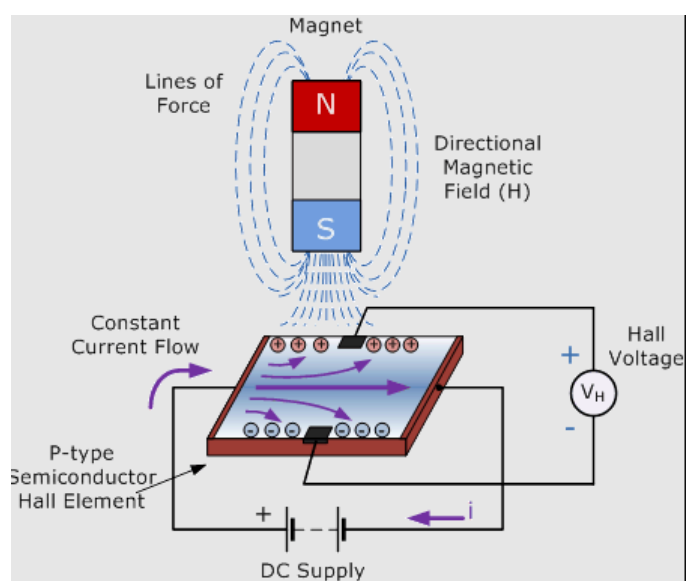 Magnet
Lines of
Force
N
S
Directional
Magnetic
Field (H)
Constant
Current Flow
Hall
Voltage
+
VH
-
+ + + + + +
- - - - - -
P-type
Semiconductor
Hall Element
+
i
DC Supply